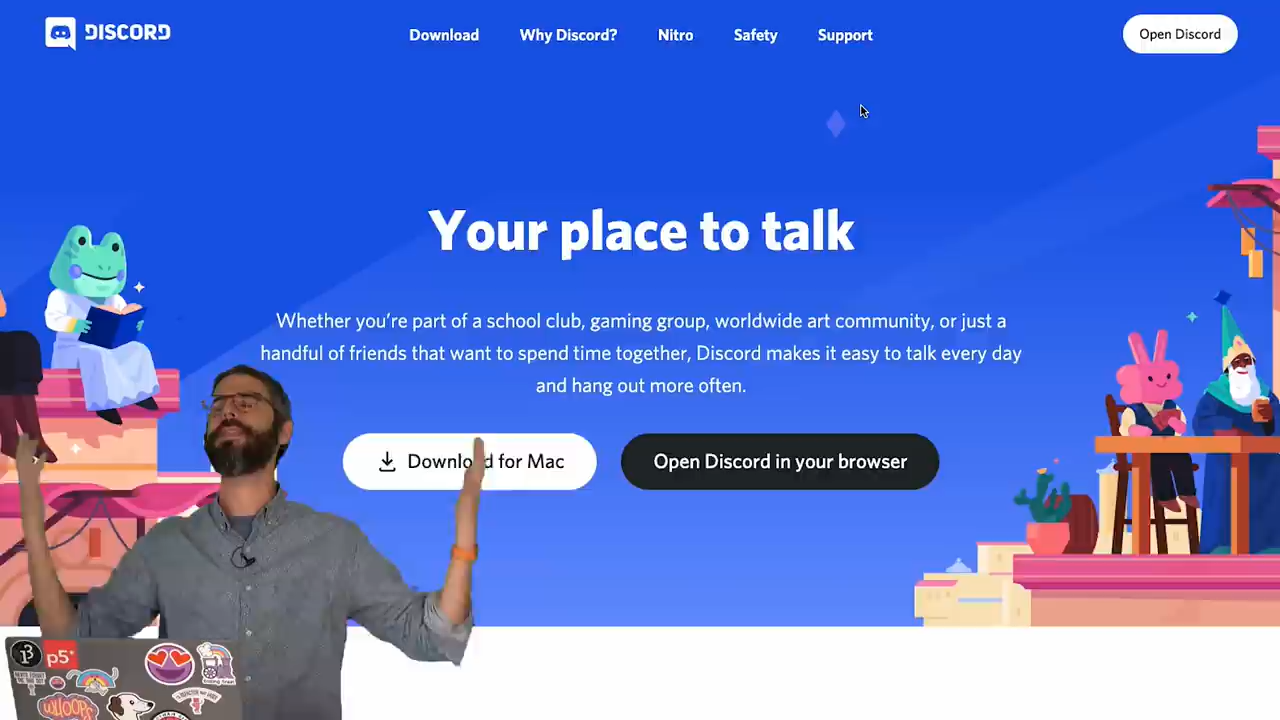 DISCORD
Download
Why Discord?
Nitro
Safety
Support
Open Discord
Your place to talk
Whether you’re part of a school club, gaming group, worldwide art community, or just a
handful of friends that want to spend time together, Discord makes it easy to talk every day
and hang out more often.
Download for Mac
Open Discord in your browser
p5*
WHOOPS